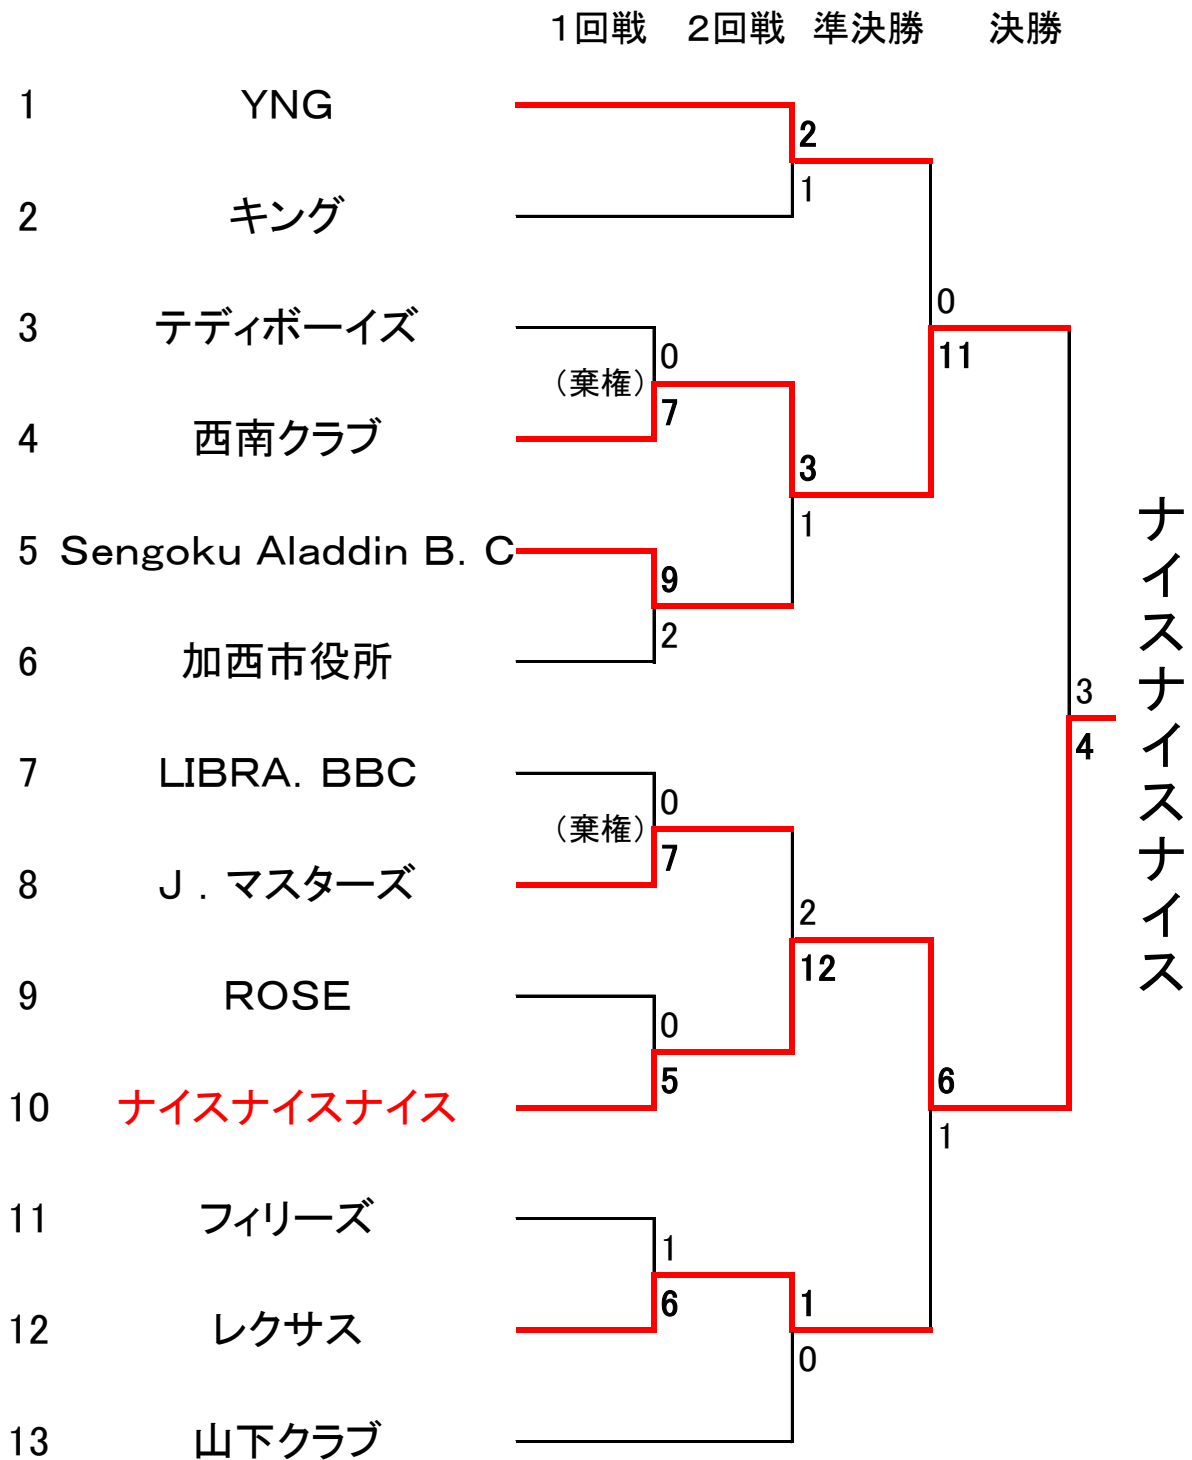 １回戦 ２回戦 準決勝 決勝
1 YNG
2
1
2 キング
0
3 テディボーイズ
11
0
(棄権)
7
4 西南クラブ
3
1
5 Sengoku Aladdin B. C
9
2
6 加西市役所
3
4
ナイスナイスナイス
7 LIBRA. BBC
0
(棄権)
7
8 J . マスターズ
2
12
9 ROSE
0
5
6
10 ナイスナイスナイス
1
11 フィリーズ
1
6
1
12 レクサス
0
13 山下クラブ